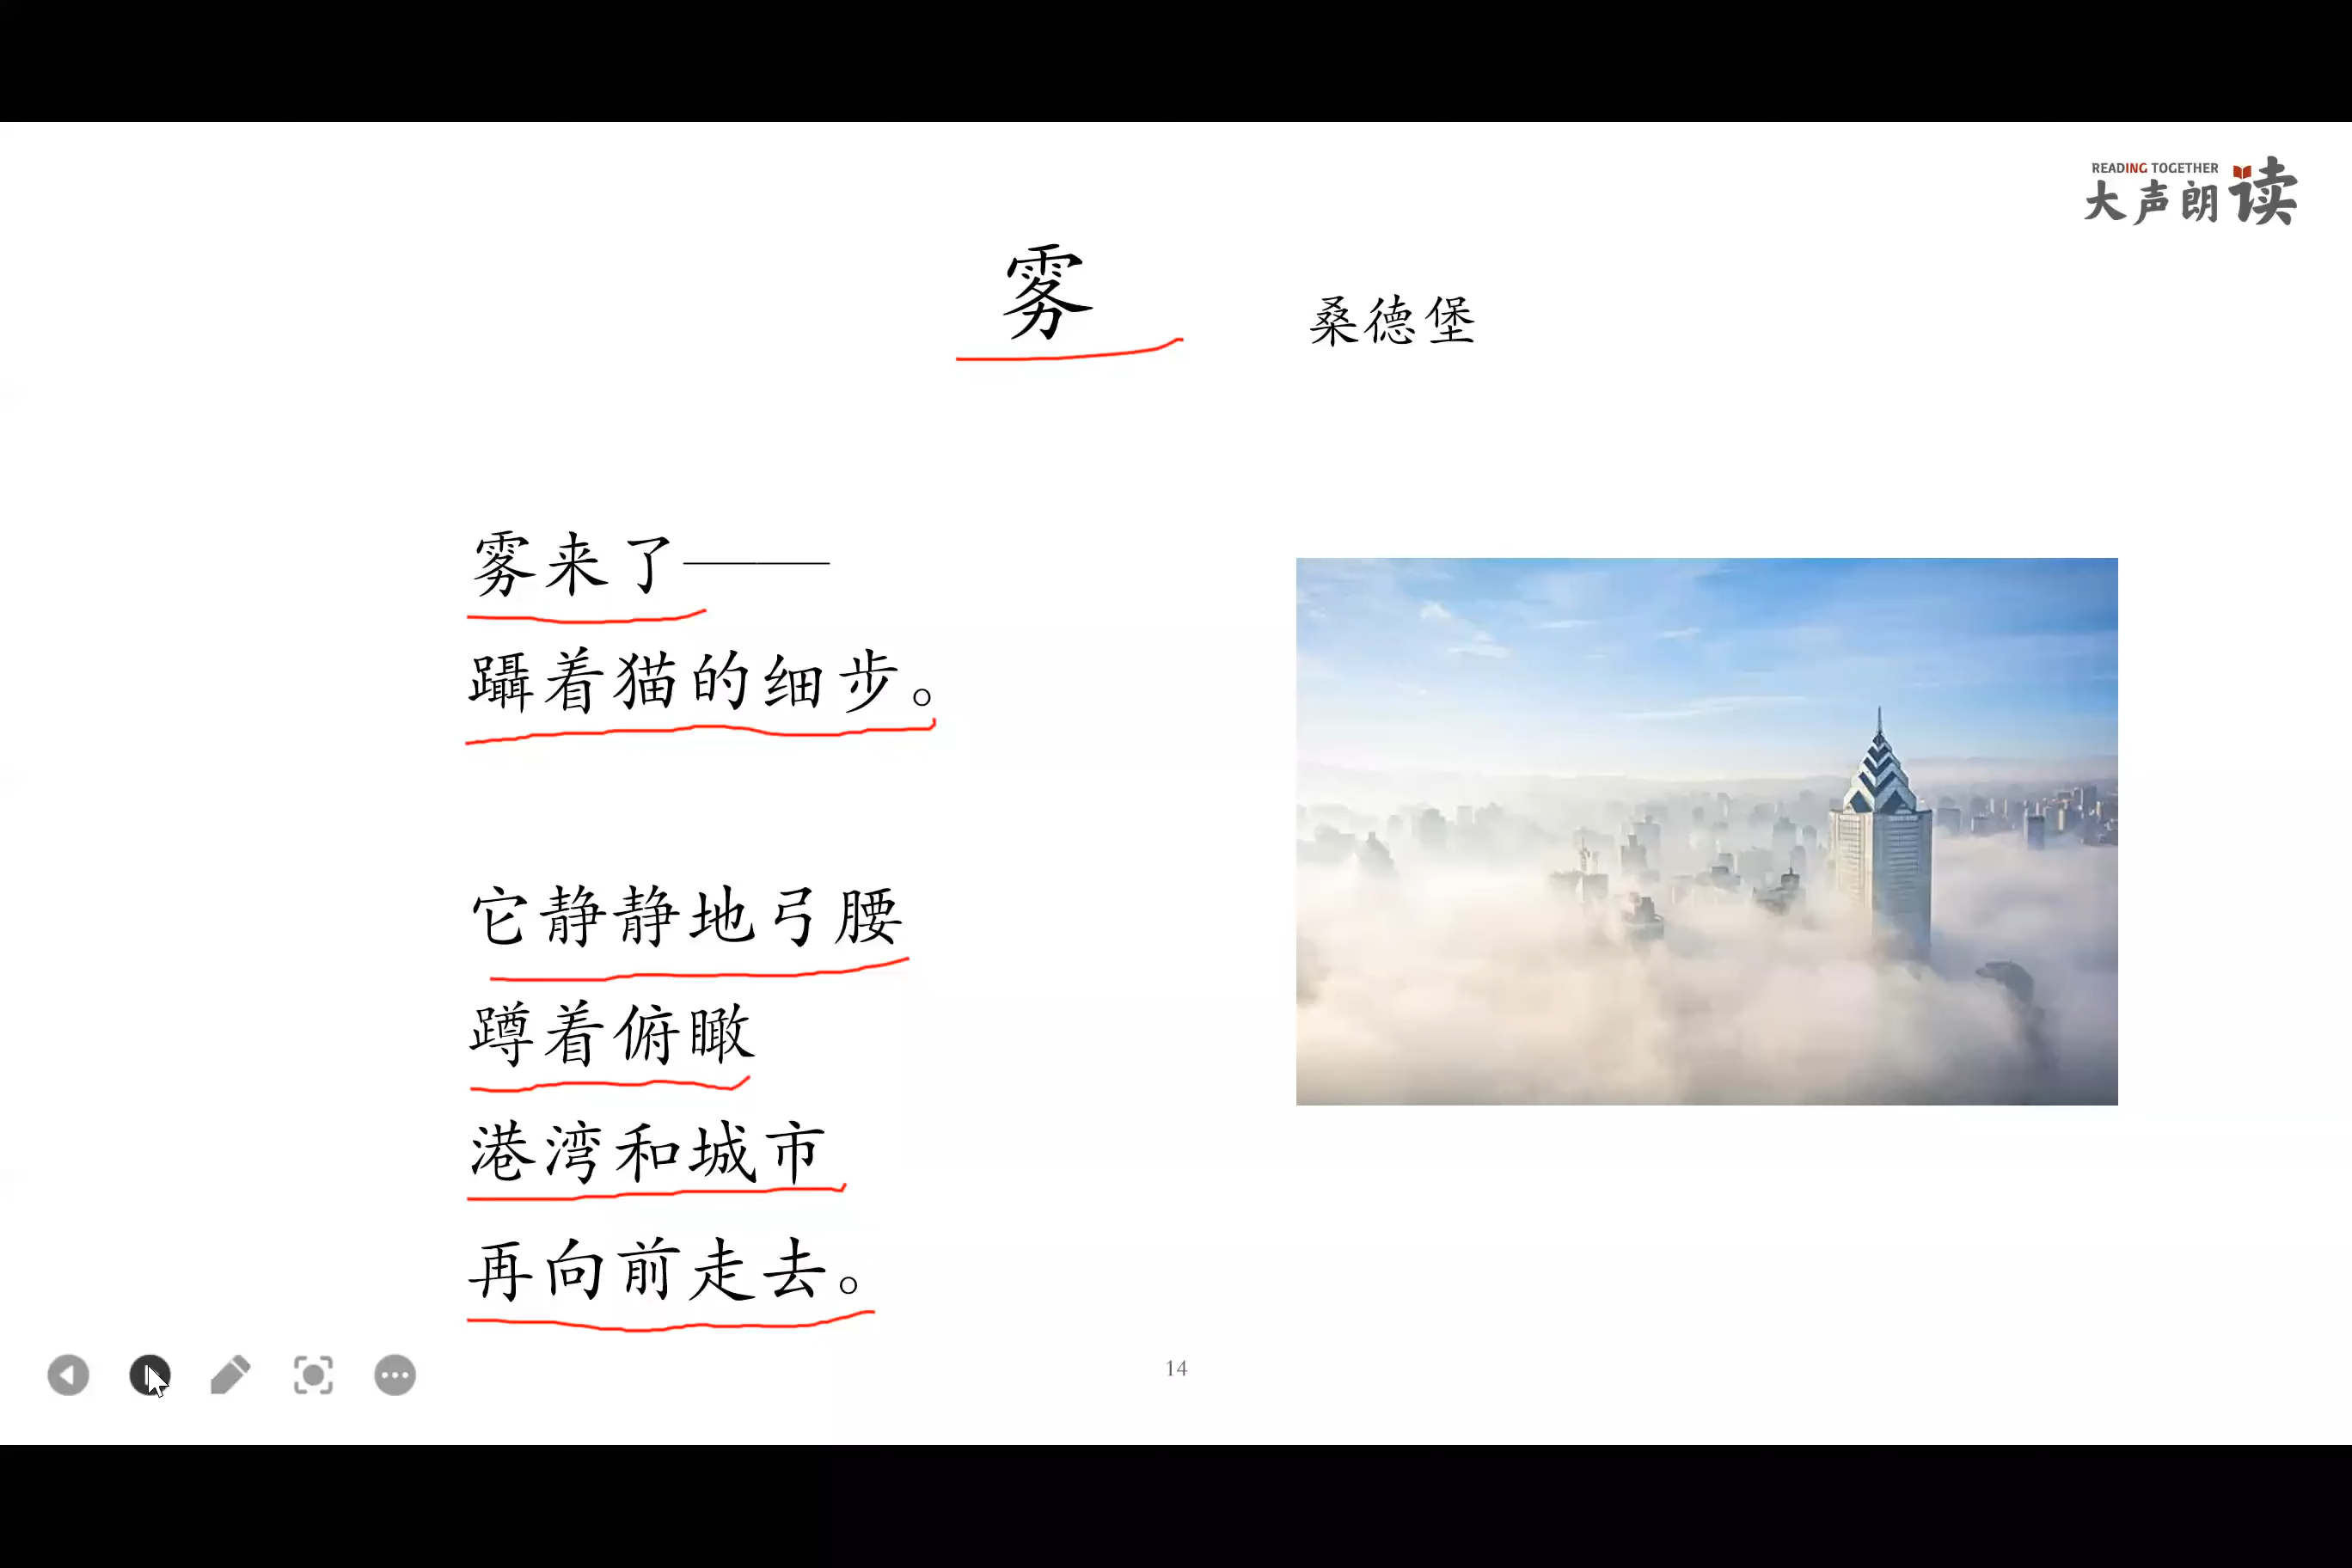 READING TOGETHER
大声朗读
雾
桑德堡
雾来了——
蹑着猫的细步。
它静静地弓腰
蹲着俯瞰
港湾和城市
再向前走去。
14